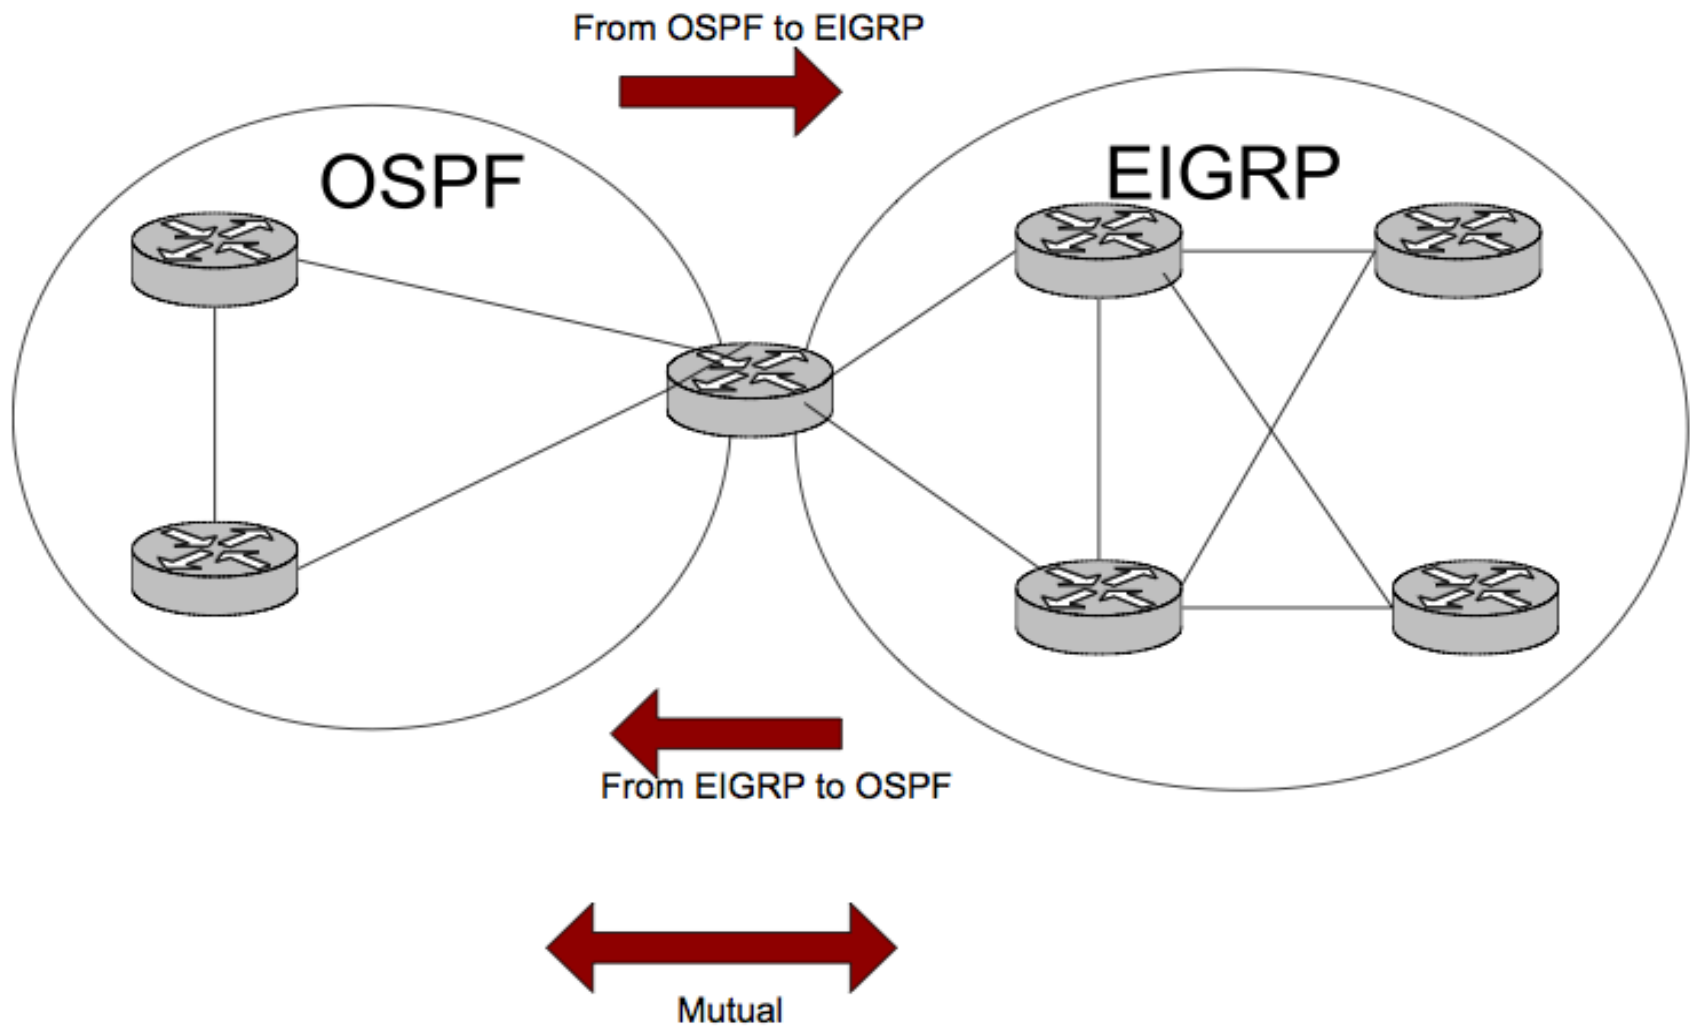 From OSPF to EIGRP
OSPF
EIGRP
From EIGRP to OSPF
Mutual